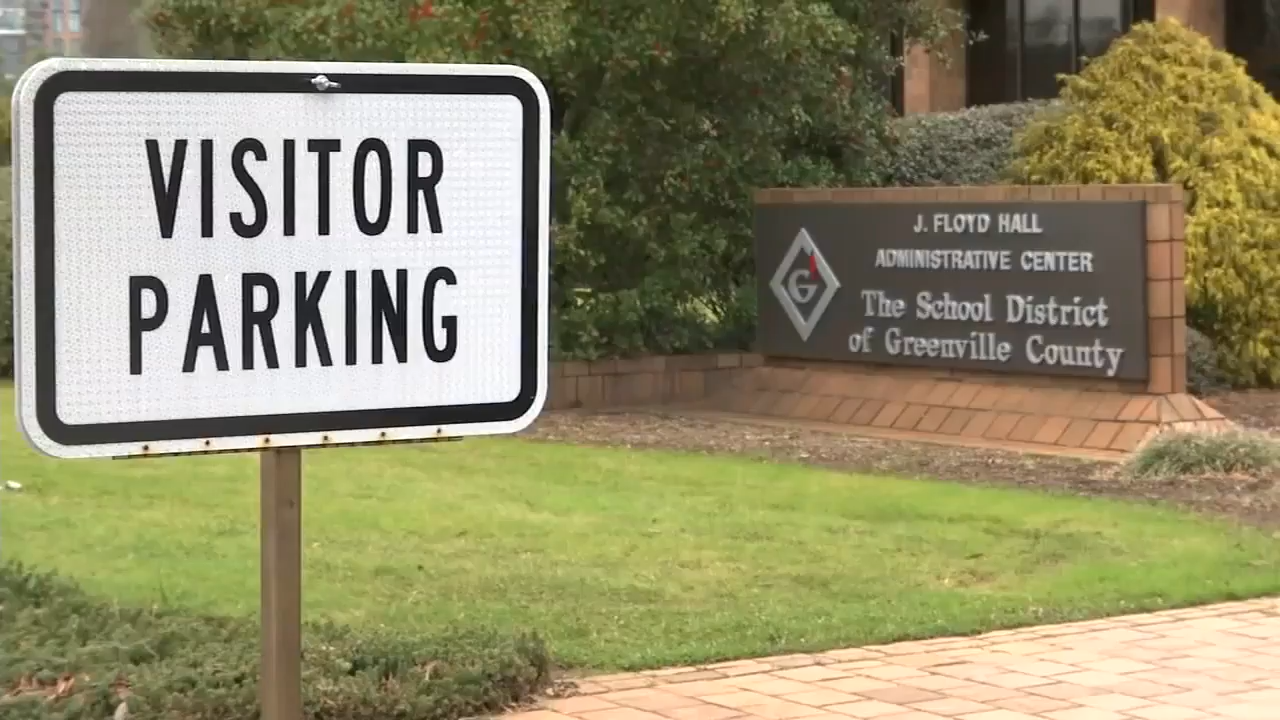 VISITOR
PARKING
J. FLOYD HALL
ADMINISTRATIVE CENTER
G
The School District
of Greenville County